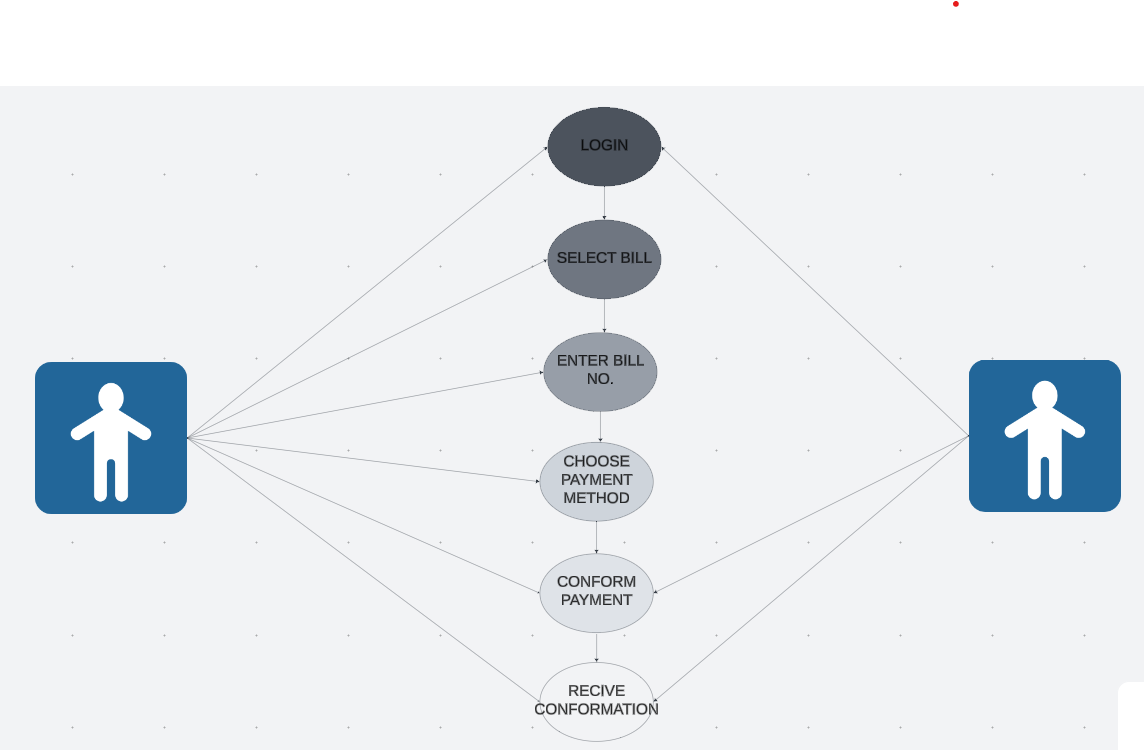 LOGIN
SELECT BILL
ENTER BILL
NO.
CHOOSE
PAYMENT
METHOD
CONFORM
PAYMENT
RECIVE
CONFORMATION